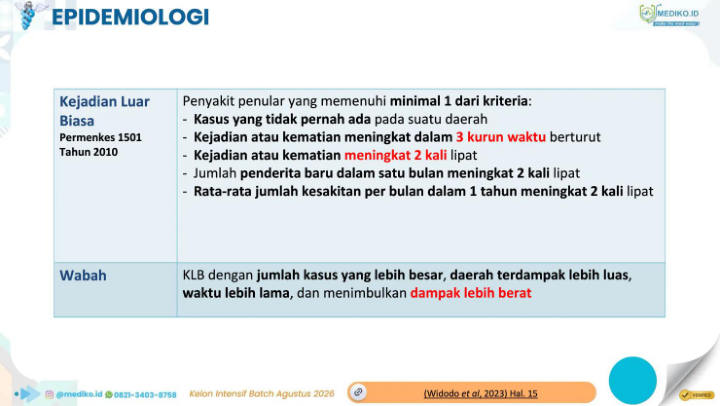 EPIDEMIOLOGI
MEDIKO.ID
Kejadian Luar
Biasa
Permenkes 1501
Tahun 2010
Penyakit penular yang memenuhi minimal 1 dari kriteria:
- Kasus yang tidak pernah ada pada suatu daerah
- Kejadian atau kematian meningkat dalam 3 kurun waktu berturut
- Kejadian atau kematian meningkat 2 kali lipat
- Jumlah penderita baru dalam satu bulan meningkat 2 kali lipat
- Rata-rata jumlah kesakitan per bulan dalam 1 tahun meningkat 2 kali lipat
Wabah
KLB dengan jumlah kasus yang lebih besar, daerah terdampak lebih luas,
waktu lebih lama, dan menimbulkan dampak lebih berat
@mediko.id 0821-3403-8758
Kelon Intensif Batch Agustus 2026
(Widodo et al, 2023) Hal. 15